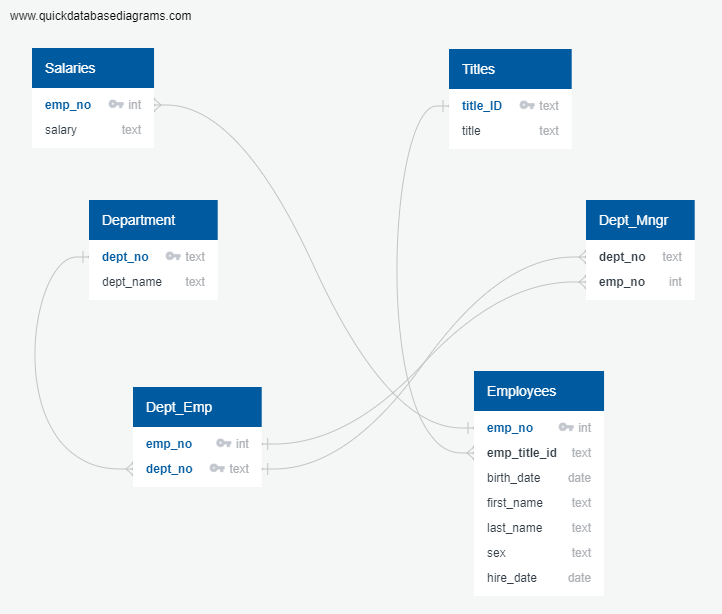 www.quickdatabasediagrams.com
Salaries
emp_no int
salary text
Titles
title_ID text
title text
Department
dept_no text
dept_name text
Dept_Mngr
dept_no text
emp_no int
Dept_Emp
emp_no int
dept_no text
Employees
emp_no int
emp_title_id text
birth_date date
first_name text
last_name text
sex text
hire_date date